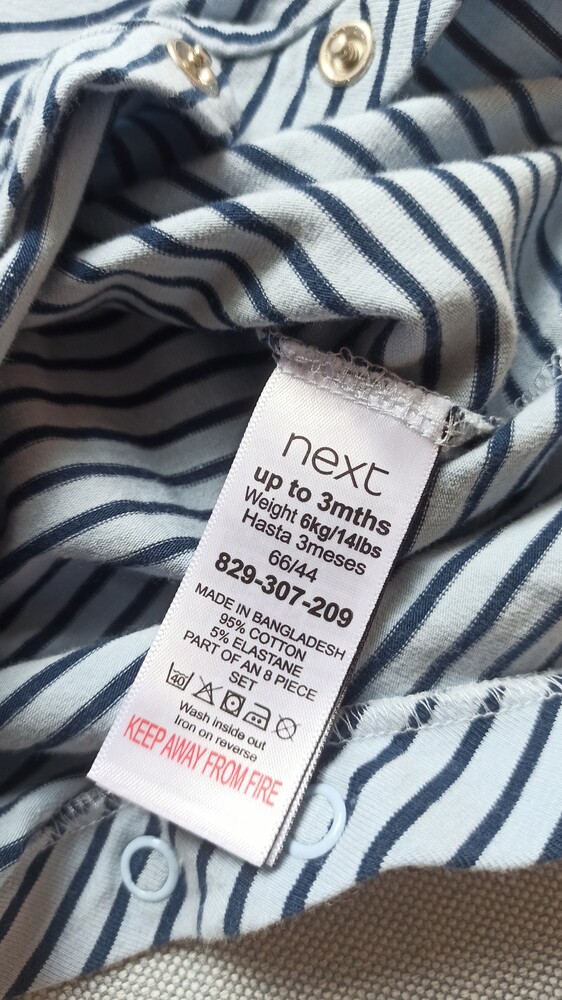 next
up to 3mths
Weight 6kg/14lbs
Hasta 3meses
66/44
829-307-209
MADE IN BANGLADESH
95% COTTON
5% ELASTANE
PART OF AN 8 PIECE
SET
40
Wash inside out
Iron on reverse
KEEP AWAY FROM FIRE